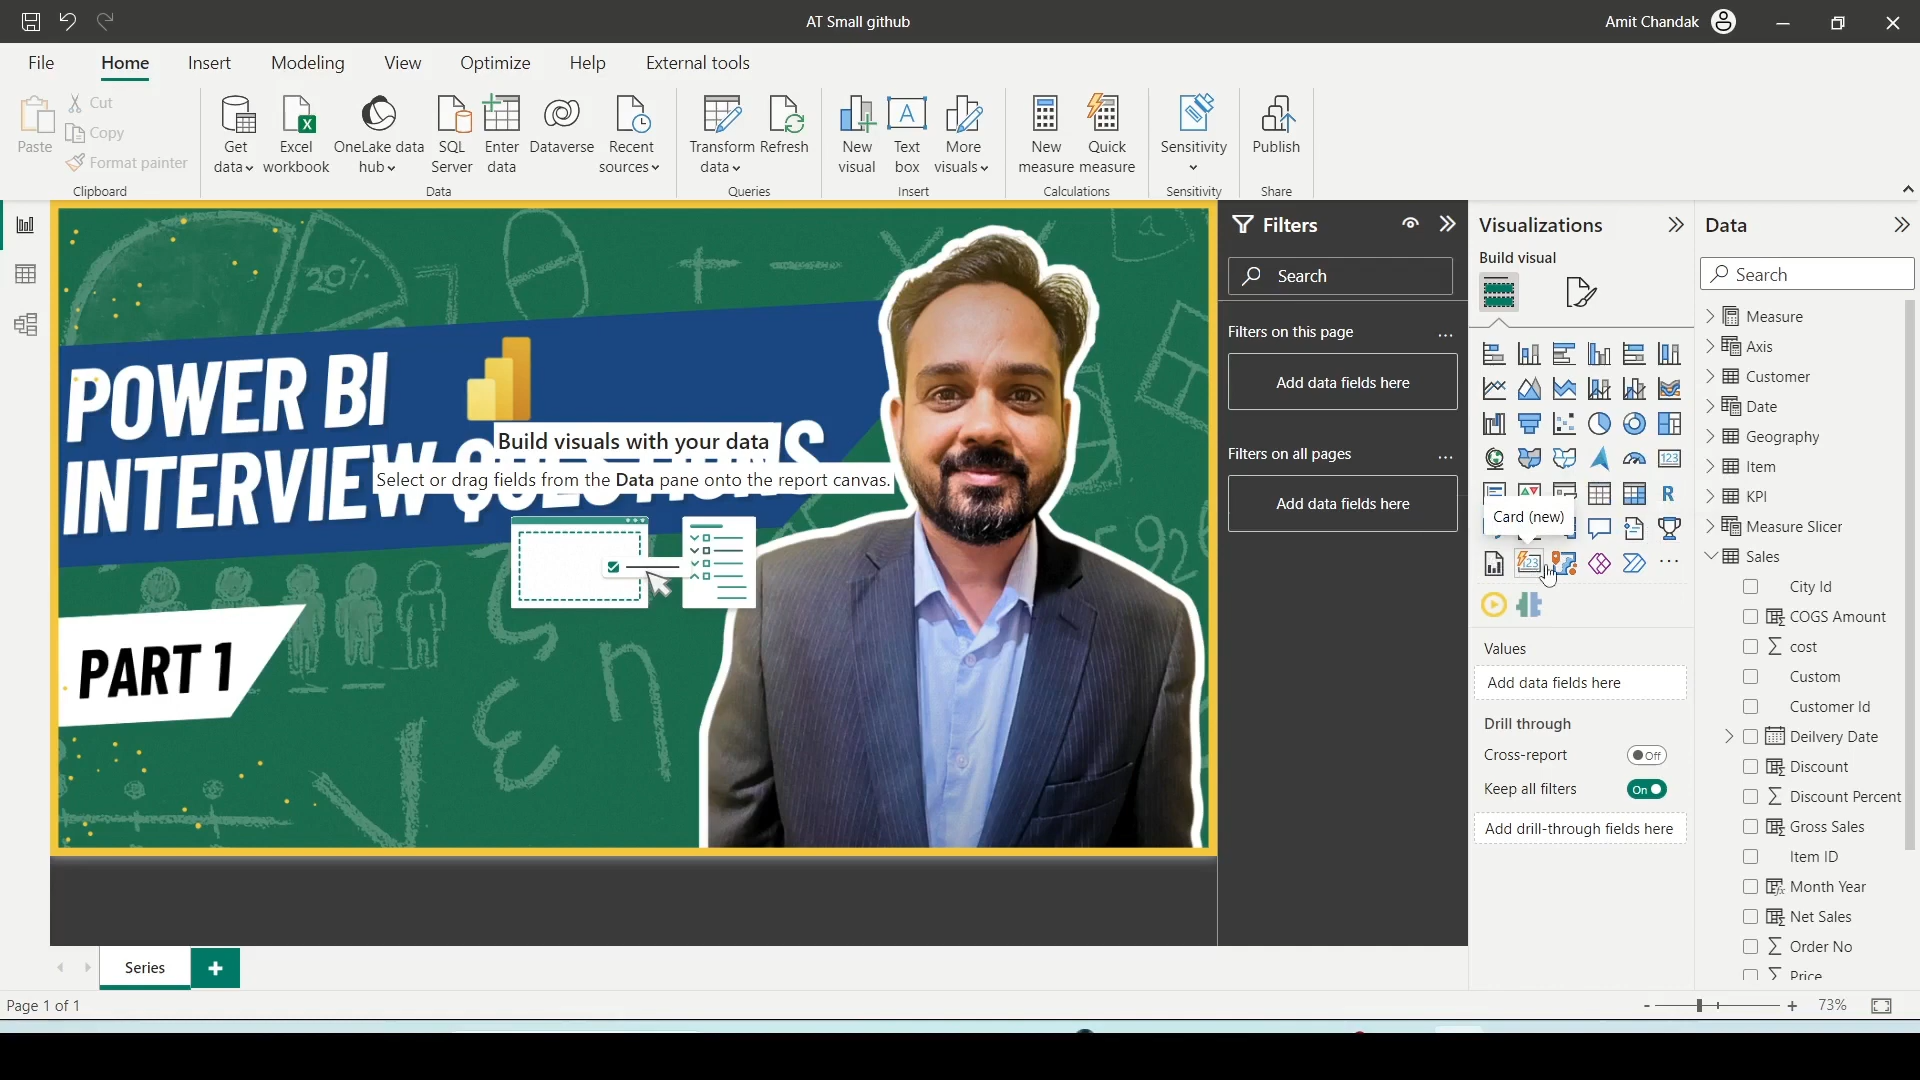 AT Small github
Amit Chandak
File Home Insert Modeling View Optimize Help External tools
Paste
Cut
Copy
Format painter
Clipboard
Get data
Excel workbook
OneLake data hub
SQL Server
Enter data
Dataverse
Recent sources
Data
Transform data
Refresh
Queries
New visual
Text box
More visuals
Insert
New measure
Quick measure
Calculations
Sensitivity
Sensitivity
Publish
Share
20%
POWER BI
INTERVIEW QUESTIONS
PART 1
Build visuals with your data
Select or drag fields from the Data pane onto the report canvas.
592
Filters
Search
Filters on this page
Add data fields here
Filters on all pages
Add data fields here
Visualizations
Build visual
123
R
Card (new)
123
Values
Add data fields here
Drill through
Cross-report
Off
Keep all filters
On
Add drill-through fields here
Data
Search
Measure
Axis
Customer
Date
Geography
Item
KPI
Measure Slicer
Sales
City Id
COGS Amount
cost
Custom
Customer Id
Deilvery Date
Discount
Discount Percent
Gross Sales
Item ID
Month Year
Net Sales
Order No
Price
Series
Page 1 of 1
- + 73%